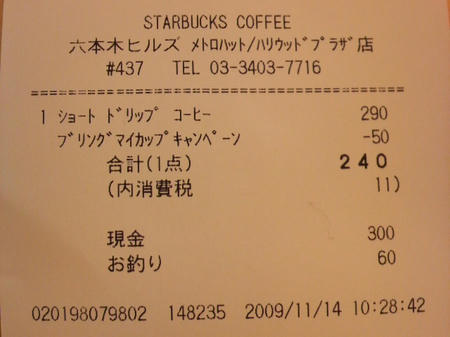 STARBUCKS COFFEE
六本木ヒルズ ﾒﾄﾛﾊｯﾄ/ﾊﾘｳｯﾄﾞﾌﾟﾗｻﾞ店
#437 TEL 03-3403-7716
================================
1 ｼｮｰﾄ ﾄﾞﾘｯﾌﾟ ｺｰﾋｰ 290
ﾌﾞﾘﾝｸﾞﾏｲｶｯﾌﾟｷｬﾝﾍﾟｰﾝ -50
合計(1点) 240
(内消費税 11)
現金 300
お釣り 60
020198079802 148235 2009/11/14 10:28:42